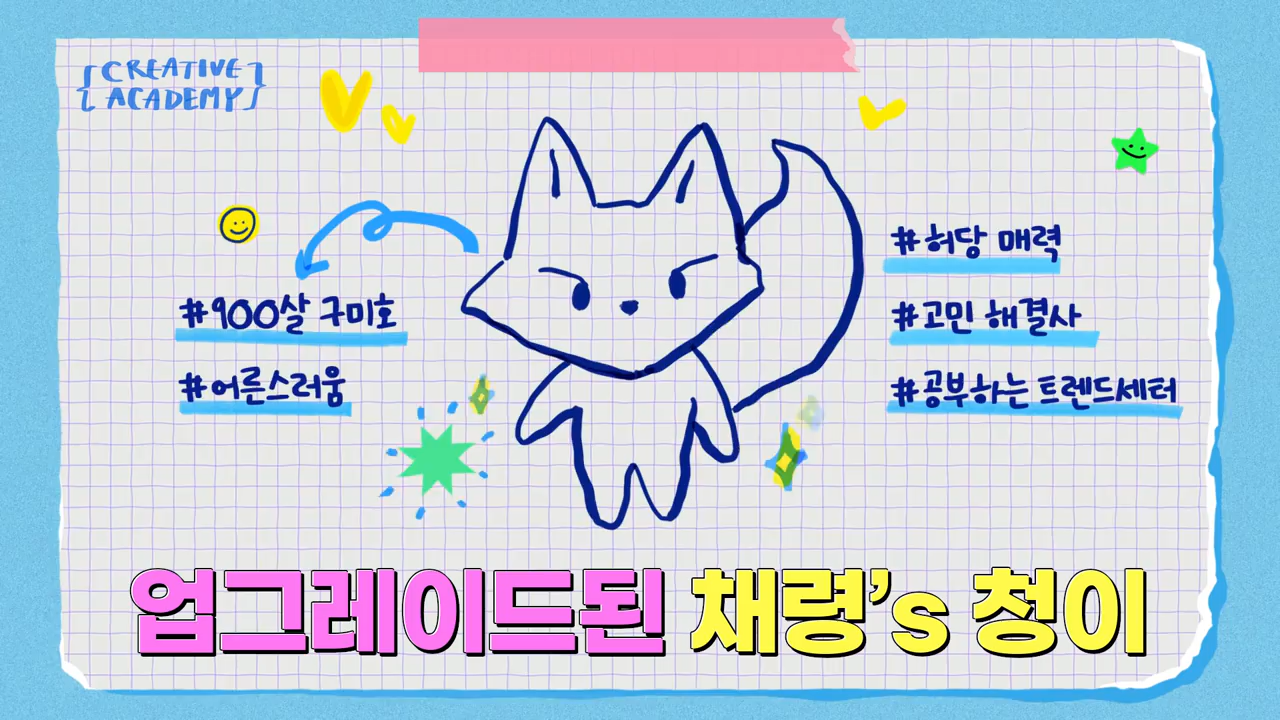 {CREATIVE
ACADEMY}
#900살 구미호
#어른스러움
#허당 매력
#고민 해결사
#공부하는 트렌드세터
업그레이드된 채령's 청이